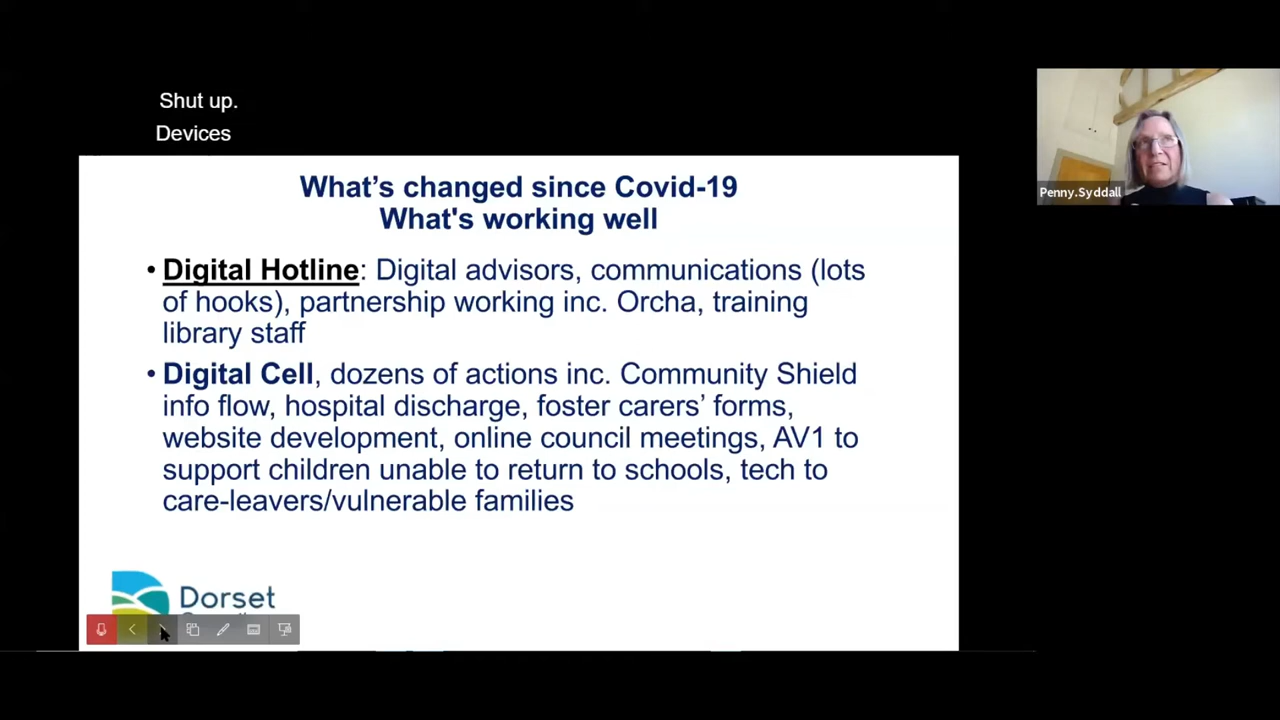 Shut up.
Devices
What's changed since Covid-19
What's working well
• Digital Hotline: Digital advisors, communications (lots
of hooks), partnership working inc. Orcha, training
library staff
• Digital Cell, dozens of actions inc. Community Shield
info flow, hospital discharge, foster carers’ forms,
website development, online council meetings, AV1 to
support children unable to return to schools, tech to
care-leavers/vulnerable families
Dorset
Penny.Syddall